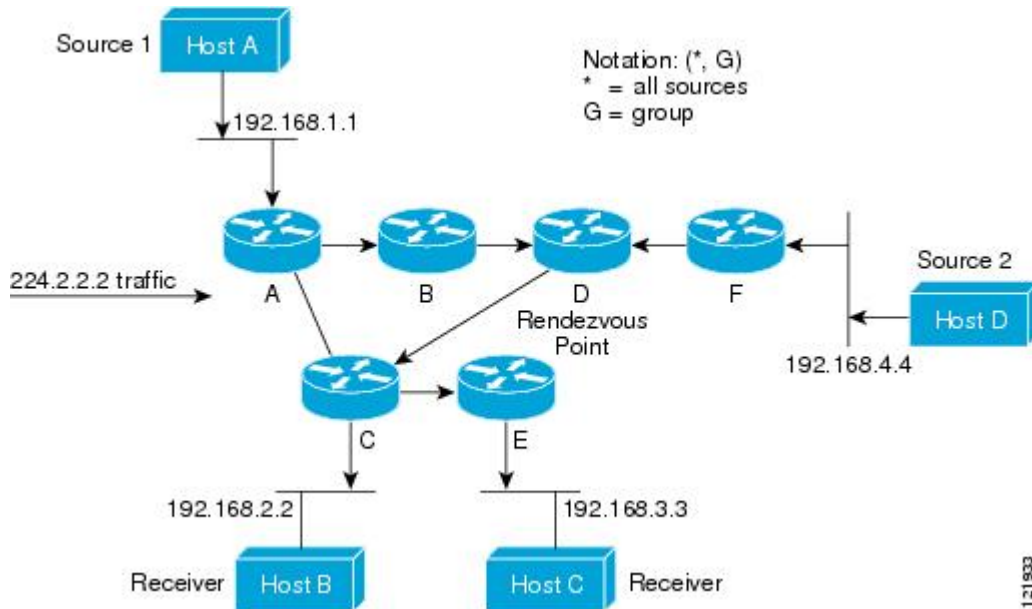 Source 1
Host A
Notation: (*, G)
* = all sources
G = group
192.168.1.1
224.2.2.2 traffic
A
B
D
F
Rendezvous
Point
Source 2
Host D
192.168.4.4
C
E
192.168.2.2
192.168.3.3
Receiver
Host B
Host C
Receiver
121933